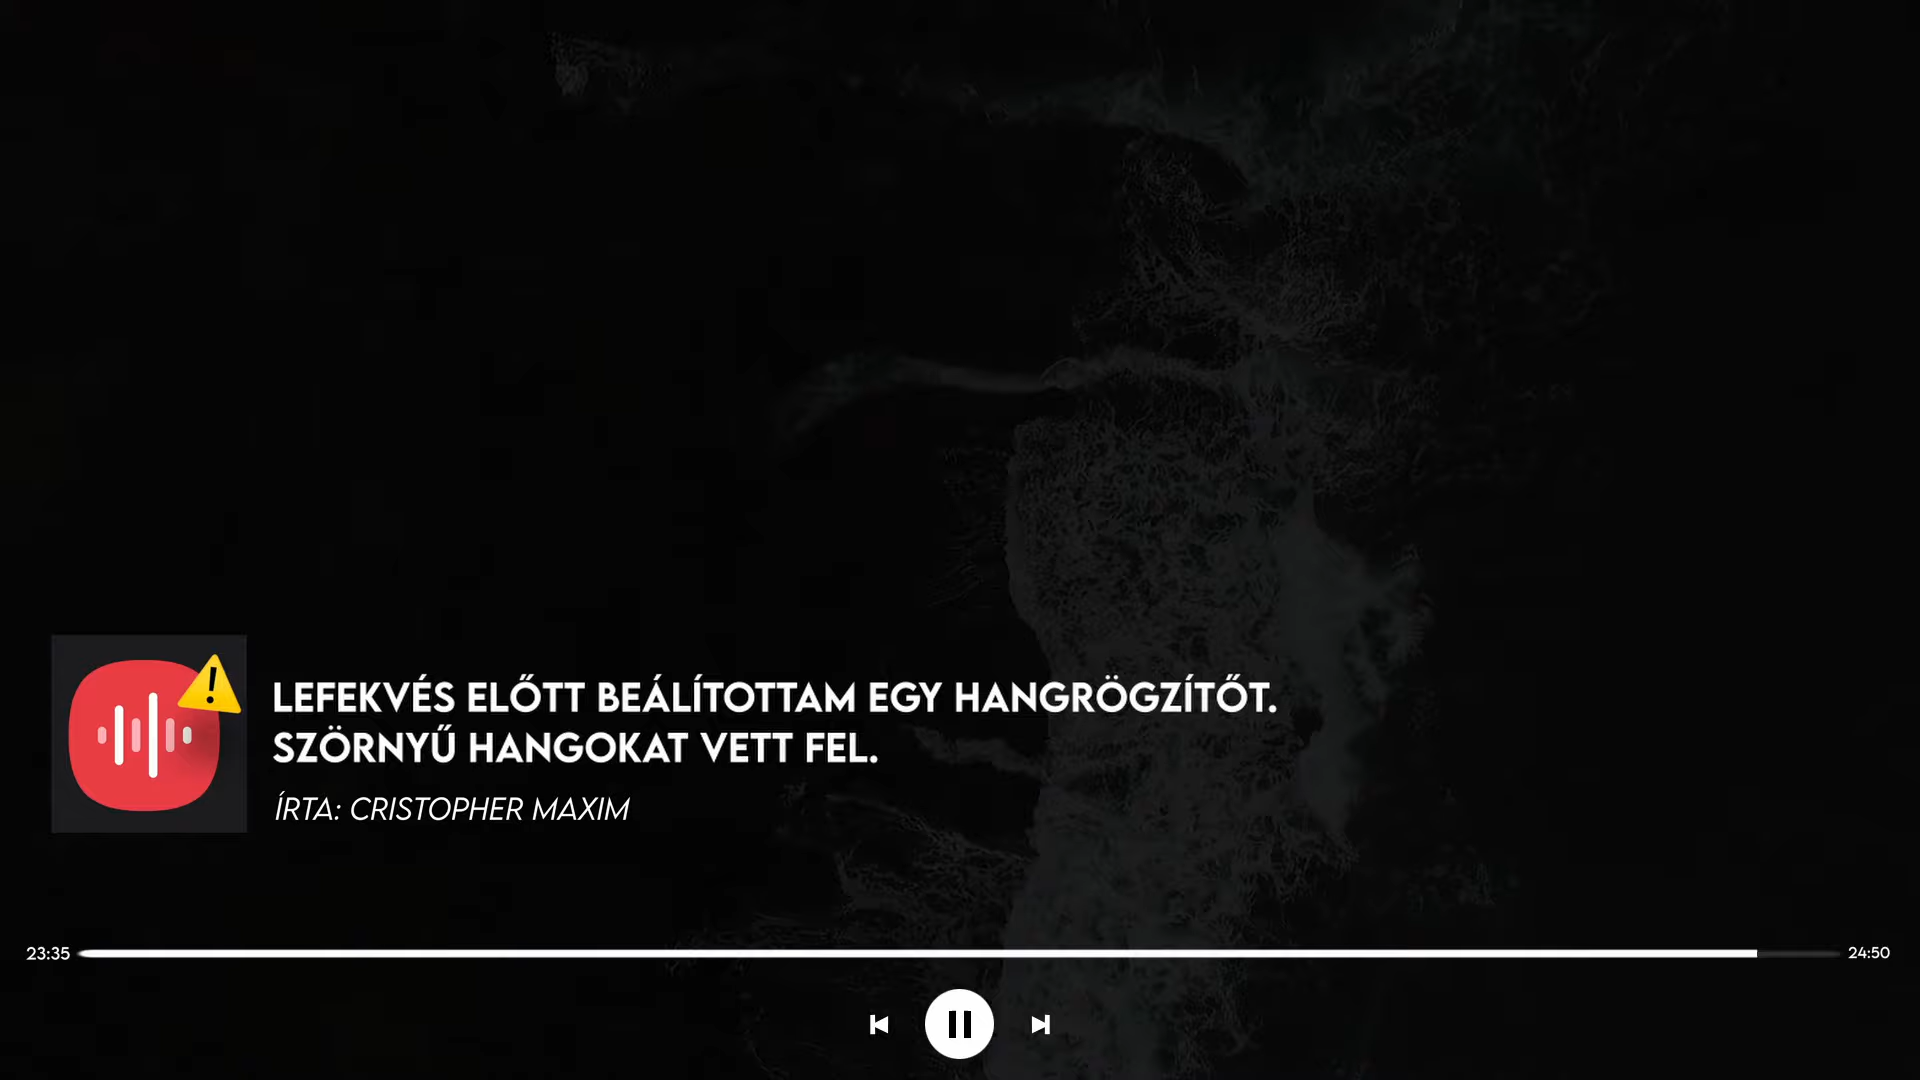 LEFEKVÉS ELŐTT BEÁLÍTOTTAM EGY HANGRÖGZÍTŐT.
SZÖRNYŰ HANGOKAT VETT FEL.
ÍRTA: CRISTOPHER MAXIM
23:35
24:50